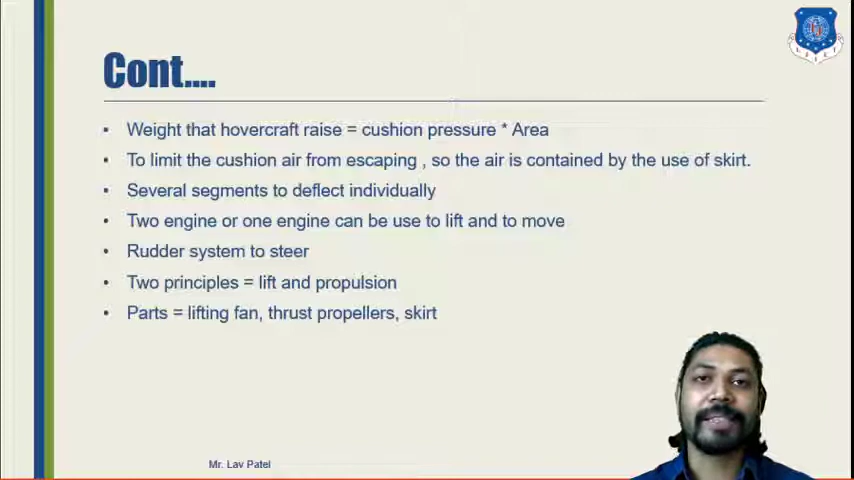 Cont....
Weight that hovercraft raise = cushion pressure * Area
To limit the cushion air from escaping , so the air is contained by the use of skirt.
Several segments to deflect individually
Two engine or one engine can be use to lift and to move
Rudder system to steer
Two principles = lift and propulsion
Parts = lifting fan, thrust propellers, skirt
Mr. Lav Patel